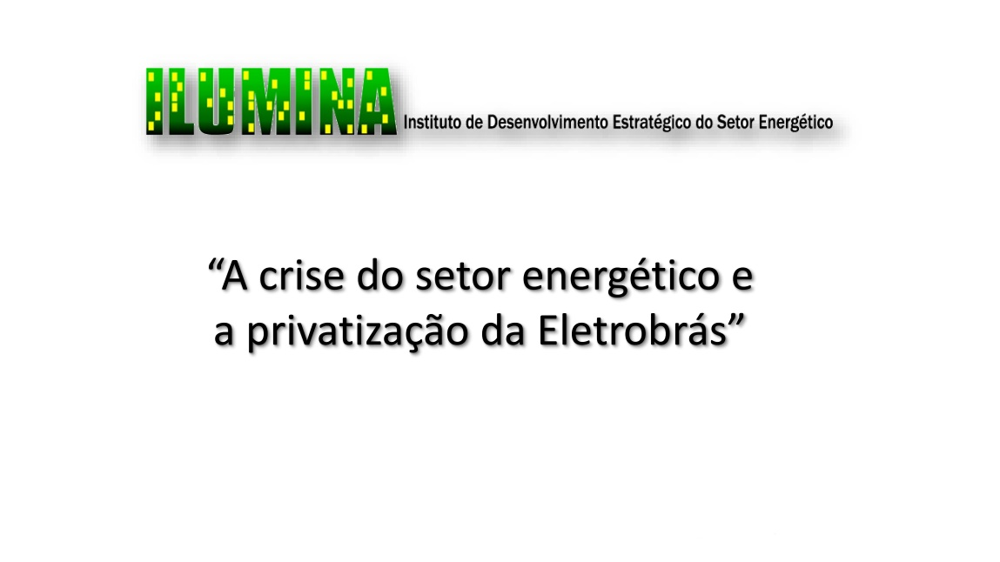 ILUMINA Instituto de Desenvolvimento Estratégico do Setor Energético
“A crise do setor energético e
a privatização da Eletrobrás”